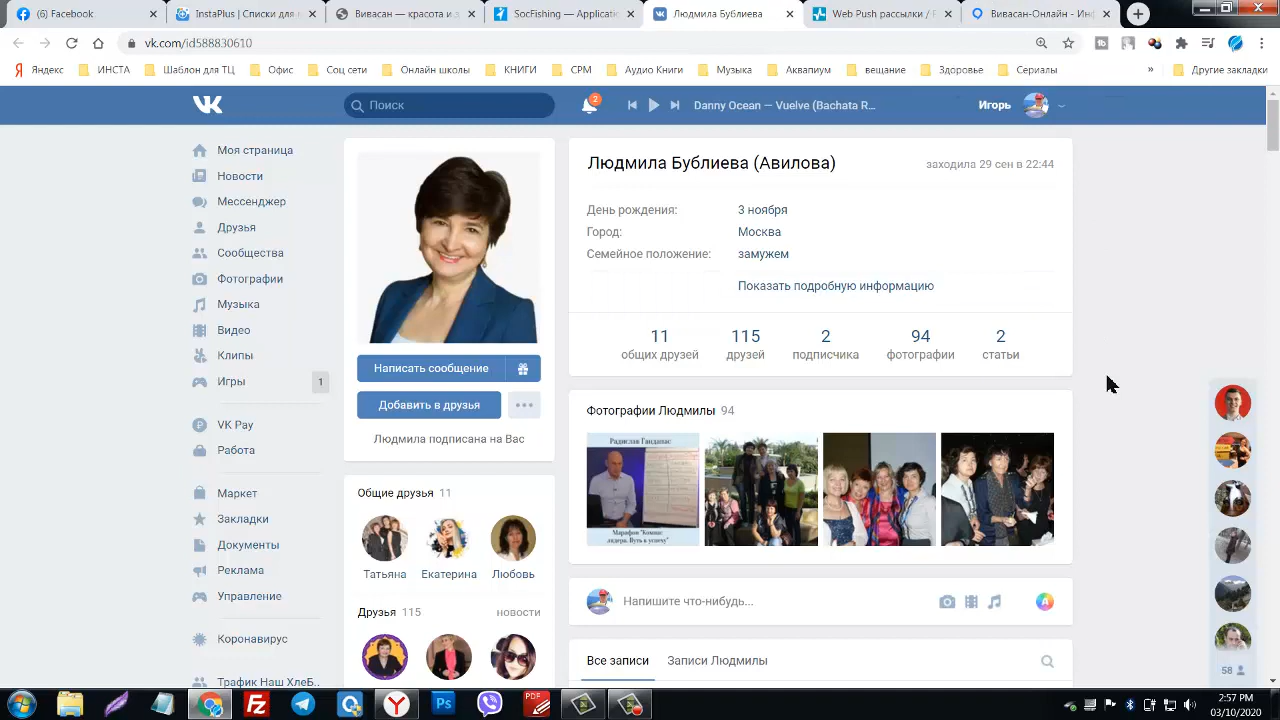 (6) Facebook
InstaPlus | Списки для
Вивасан — красив
SocFishing — Applicatio
Людмила Бублиева
Web Push рассылки /
Вивасан-Онлайн - Ин
vk.com/id588830610
Яндекс
ИНСТА
Шаблон для ТЦ
Офис
Соц сети
Онлайн школы
КНИГИ
СРМ
Аудио Книги
Музыка
Аквапиум
вещание
Здоровье
Сериалы
»
Другие закладки
Поиск
2
Danny Ocean — Vuelve (Bachata R...
Игорь
Моя страница
Новости
Мессенджер
Друзья
Сообщества
Фотографии
Музыка
Видео
Клипы
Игры 1
VK Pay
Работа
Маркет
Закладки
Документы
Реклама
Управление
Коронавирус
Трафик Наш ХлеБ..
Написать сообщение
Добавить в друзья
Людмила подписана на Вас
Общие друзья 11
Татьяна Екатерина Любовь
Друзья 115 новости
Людмила Бублиева (Авилова)
заходила 29 сен в 22:44
День рождения: 3 ноября
Город: Москва
Семейное положение: замужем
Показать подробную информацию
11 115 2 94 2
общих друзей друзей подписчика фотографии статьи
Фотографии Людмилы 94
Радислав Гандапас
Марафон "Компас
лидера. Путь к успеху"
Напишите что-нибудь...
Все записи Записи Людмилы
58
PDF
2:57 PM
03/10/2020